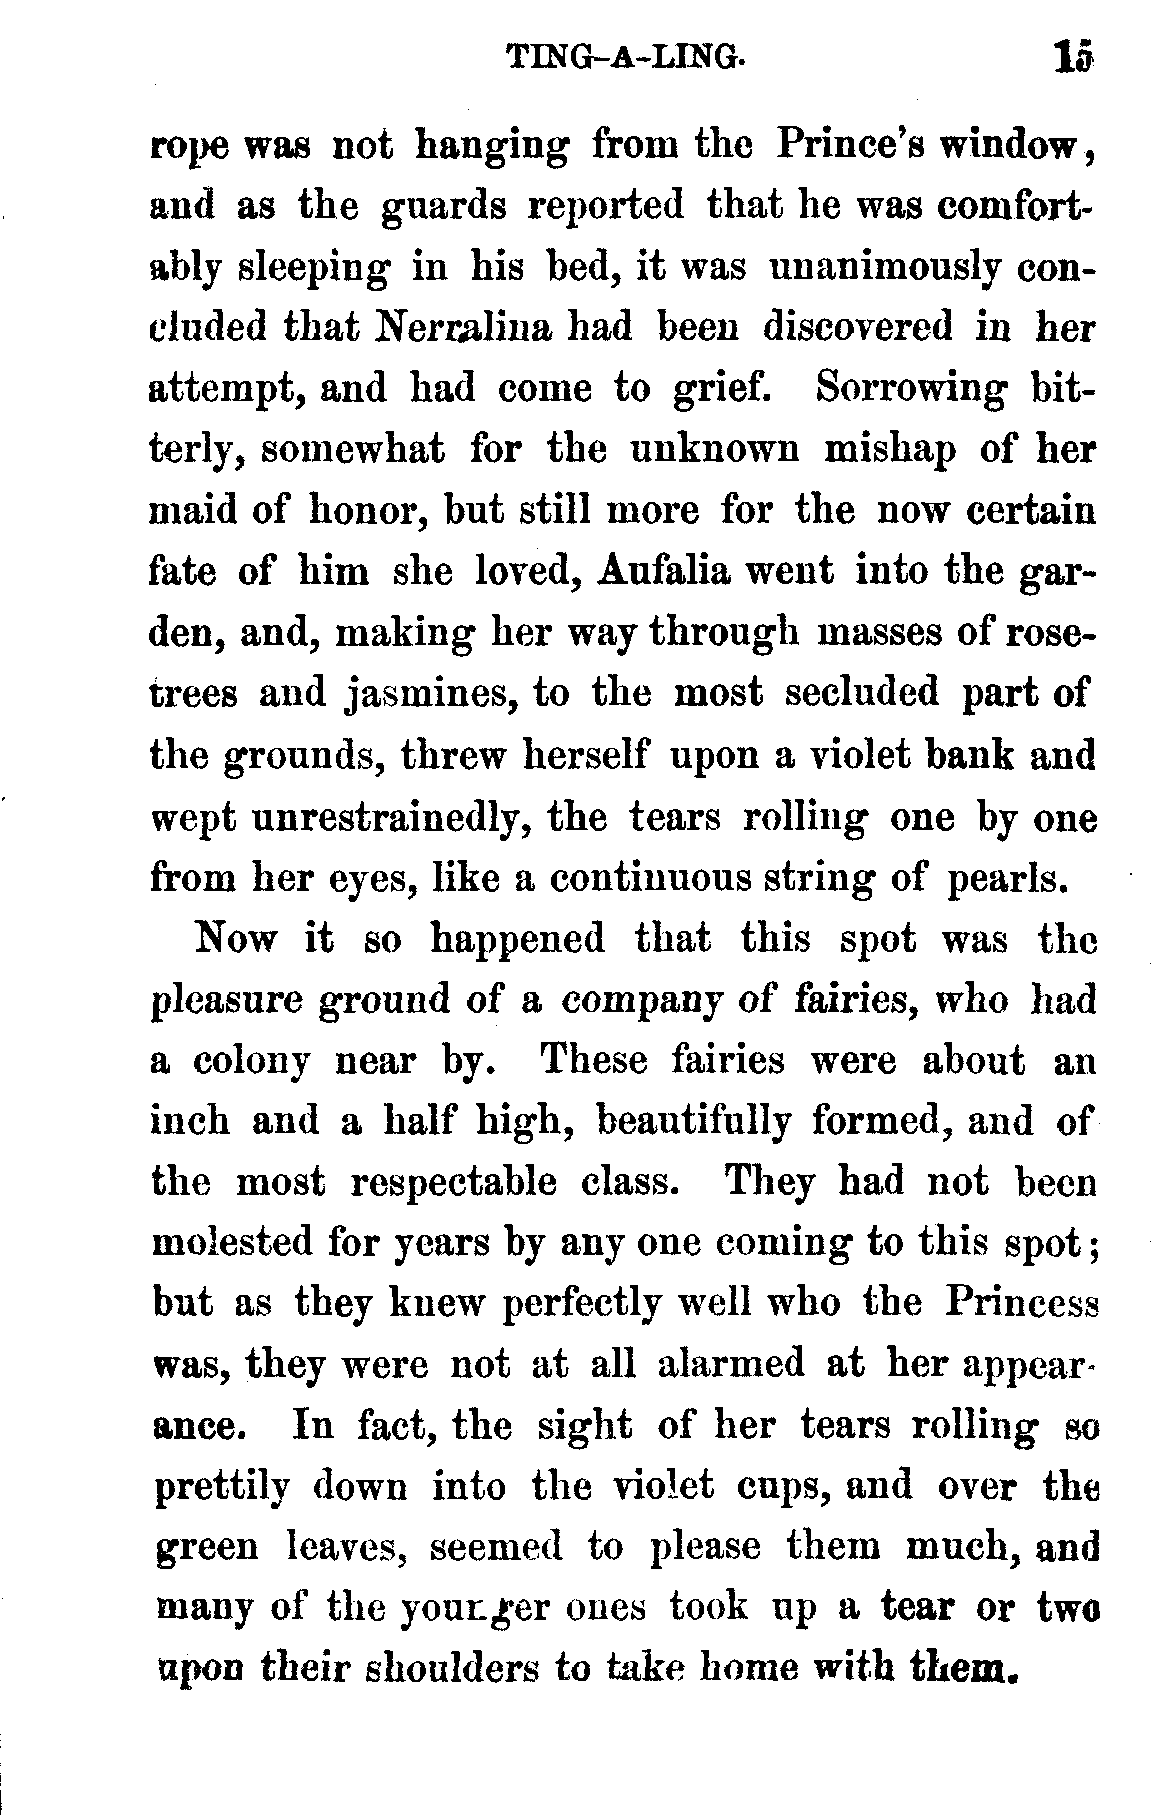 TING-A-LING. 15
rope was not hanging from the Prince's window,
and as the guards reported that he was comfort-
ably sleeping in his bed, it was unanimously con-
cluded that Nerralina had been discovered in her
attempt, and had come to grief. Sorrowing bit-
terly, somewhat for the unknown mishap of her
maid of honor, but still more for the now certain
fate of him she loved, Aufalia went into the gar-
den, and, making her way through masses of rose-
trees and jasmines, to the most secluded part of
the grounds, threw herself upon a violet bank and
wept unrestrainedly, the tears rolling one by one
from her eyes, like a continuous string of pearls.
Now it so happened that this spot was the
pleasure ground of a company of fairies, who had
a colony near by. These fairies were about an
inch and a half high, beautifully formed, and of
the most respectable class. They had not been
molested for years by any one coming to this spot;
but as they knew perfectly well who the Princess
was, they were not at all alarmed at her appear-
ance. In fact, the sight of her tears rolling so
prettily down into the violet cups, and over the
green leaves, seemed to please them much, and
many of the younger ones took up a tear or two
upon their shoulders to take home with them.